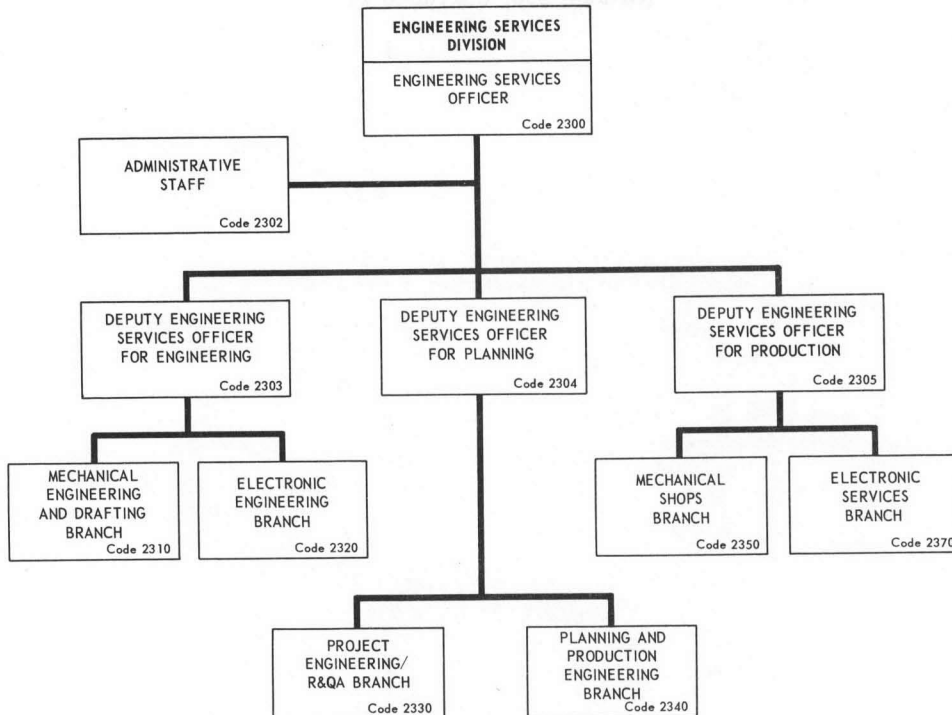 ENGINEERING SERVICES
DIVISION
ENGINEERING SERVICES
OFFICER
Code 2300
ADMINISTRATIVE
STAFF
Code 2302
DEPUTY ENGINEERING
SERVICES OFFICER
FOR ENGINEERING
Code 2303
DEPUTY ENGINEERING
SERVICES OFFICER
FOR PLANNING
Code 2304
DEPUTY ENGINEERING
SERVICES OFFICER
FOR PRODUCTION
Code 2305
MECHANICAL
ENGINEERING
AND DRAFTING
BRANCH
Code 2310
ELECTRONIC
ENGINEERING
BRANCH
Code 2320
MECHANICAL
SHOPS
BRANCH
Code 2350
ELECTRONIC
SERVICES
BRANCH
Code 2370
PROJECT
ENGINEERING/
R&QA BRANCH
Code 2330
PLANNING AND
PRODUCTION
ENGINEERING
BRANCH
Code 2340